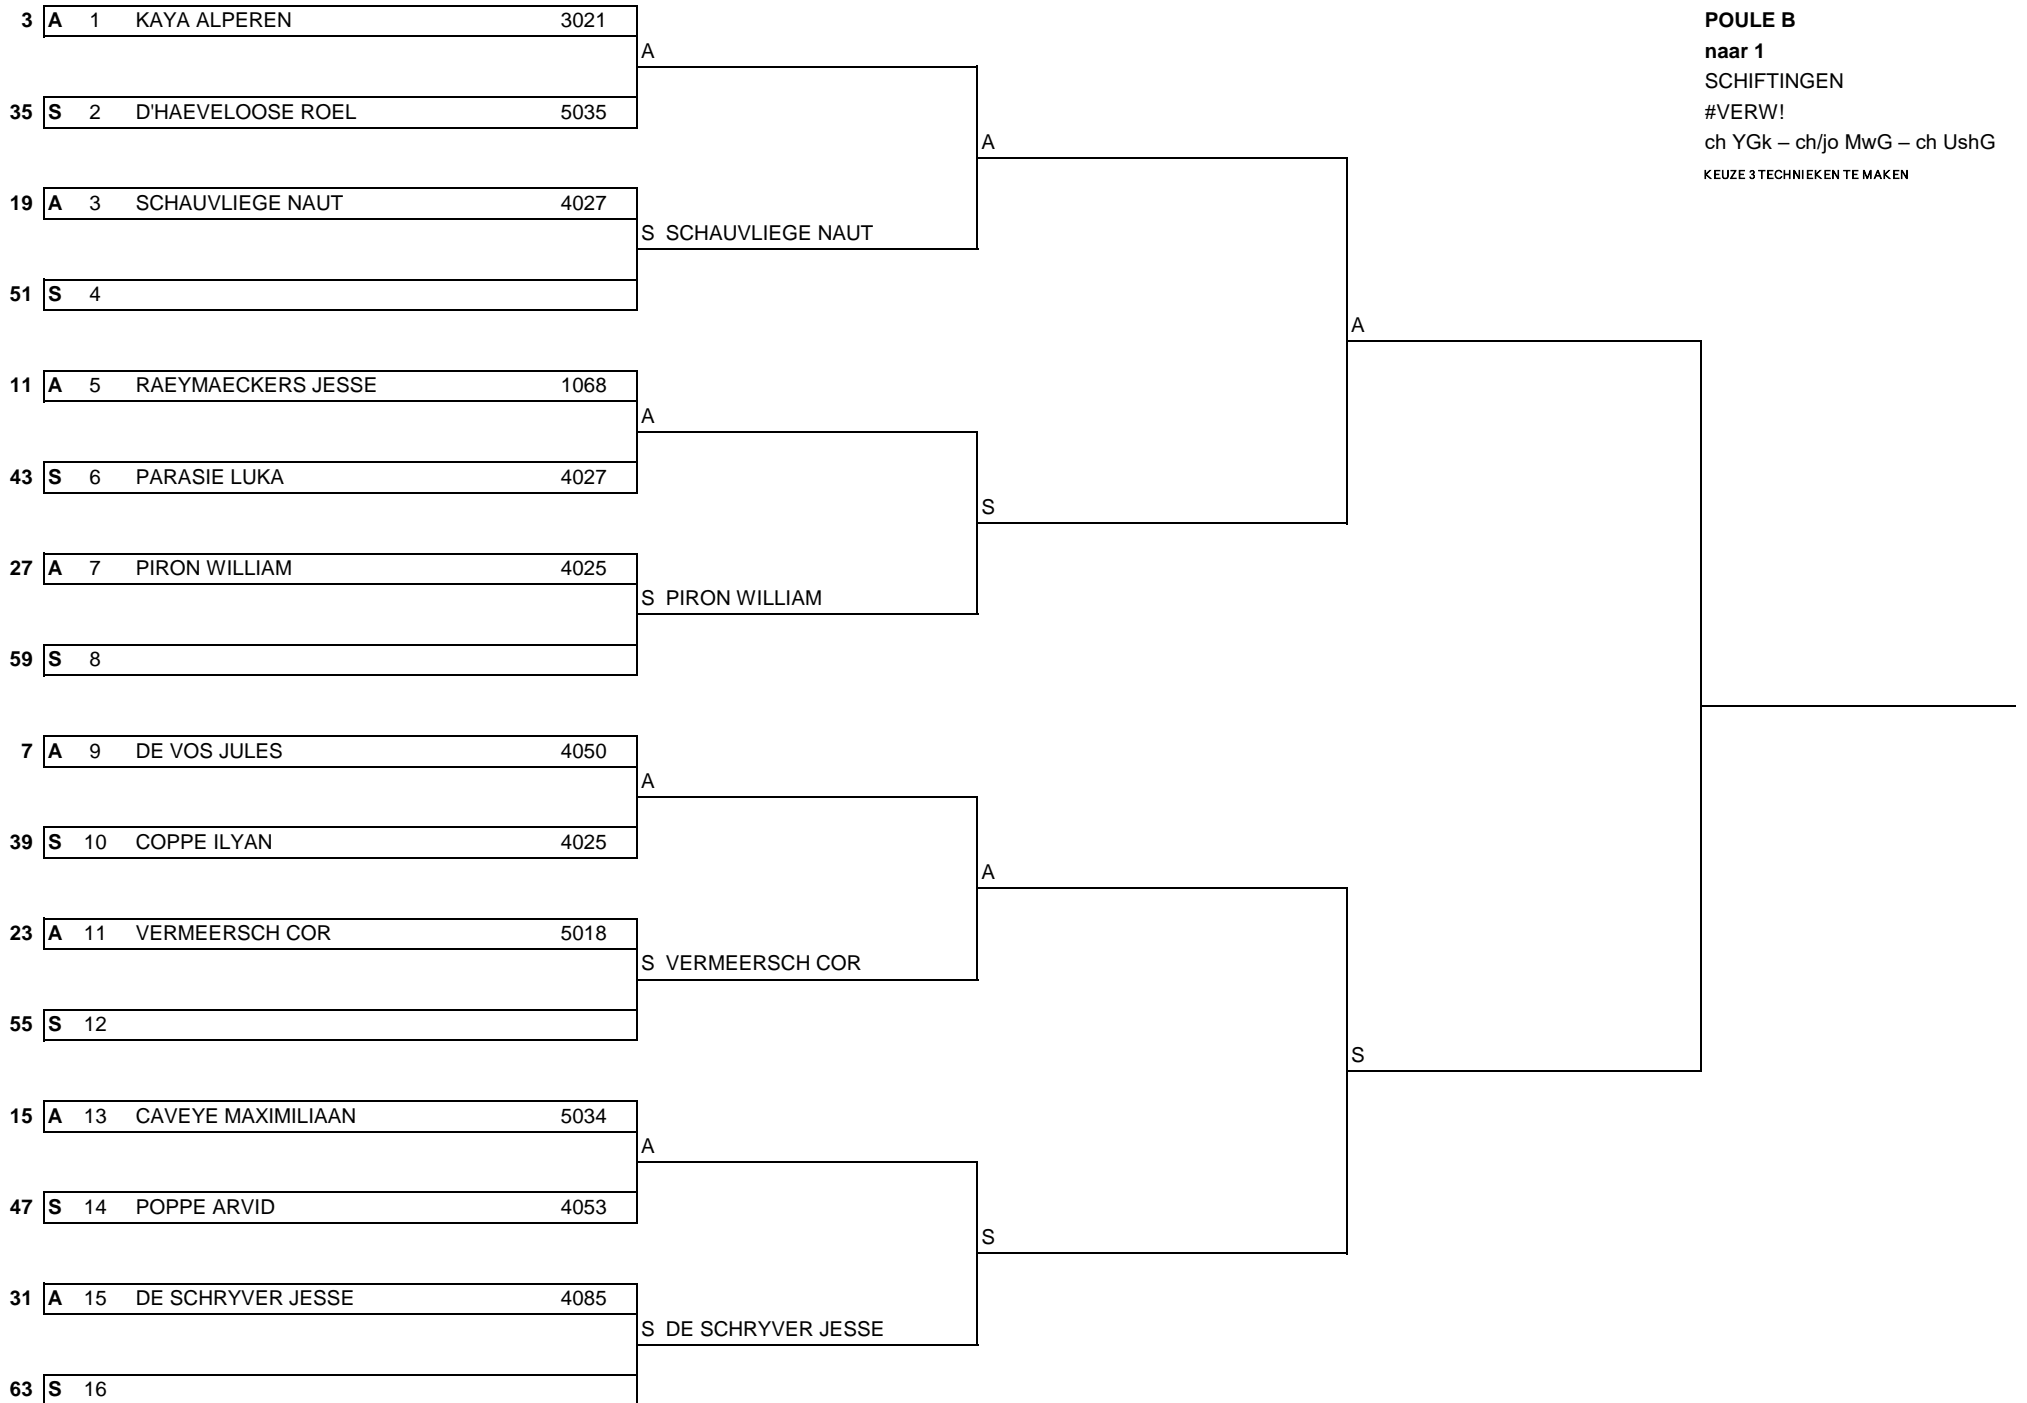 3 A 1 KAYA ALPEREN 3021
POULE B
naar 1
A
SCHIFTINGEN
35 S 2 D'HAEVELOOSE ROEL 5035
#VERW!
A
ch YGk – ch/jo MwG – ch UshG
KEUZE 3 TECHNIEKEN TE MAKEN
19 A 3 SCHAUVLIEGE NAUT 4027
S SCHAUVLIEGE NAUT
51 S 4
A
11 A 5 RAEYMAECKERS JESSE 1068
A
43 S 6 PARASIE LUKA 4027
S
27 A 7 PIRON WILLIAM 4025
S PIRON WILLIAM
59 S 8
7 A 9 DE VOS JULES 4050
A
39 S 10 COPPE ILYAN 4025
A
23 A 11 VERMEERSCH COR 5018
S VERMEERSCH COR
55 S 12
S
15 A 13 CAVEYE MAXIMILIAAN 5034
A
47 S 14 POPPE ARVID 4053
S
31 A 15 DE SCHRYVER JESSE 4085
S DE SCHRYVER JESSE
63 S 16